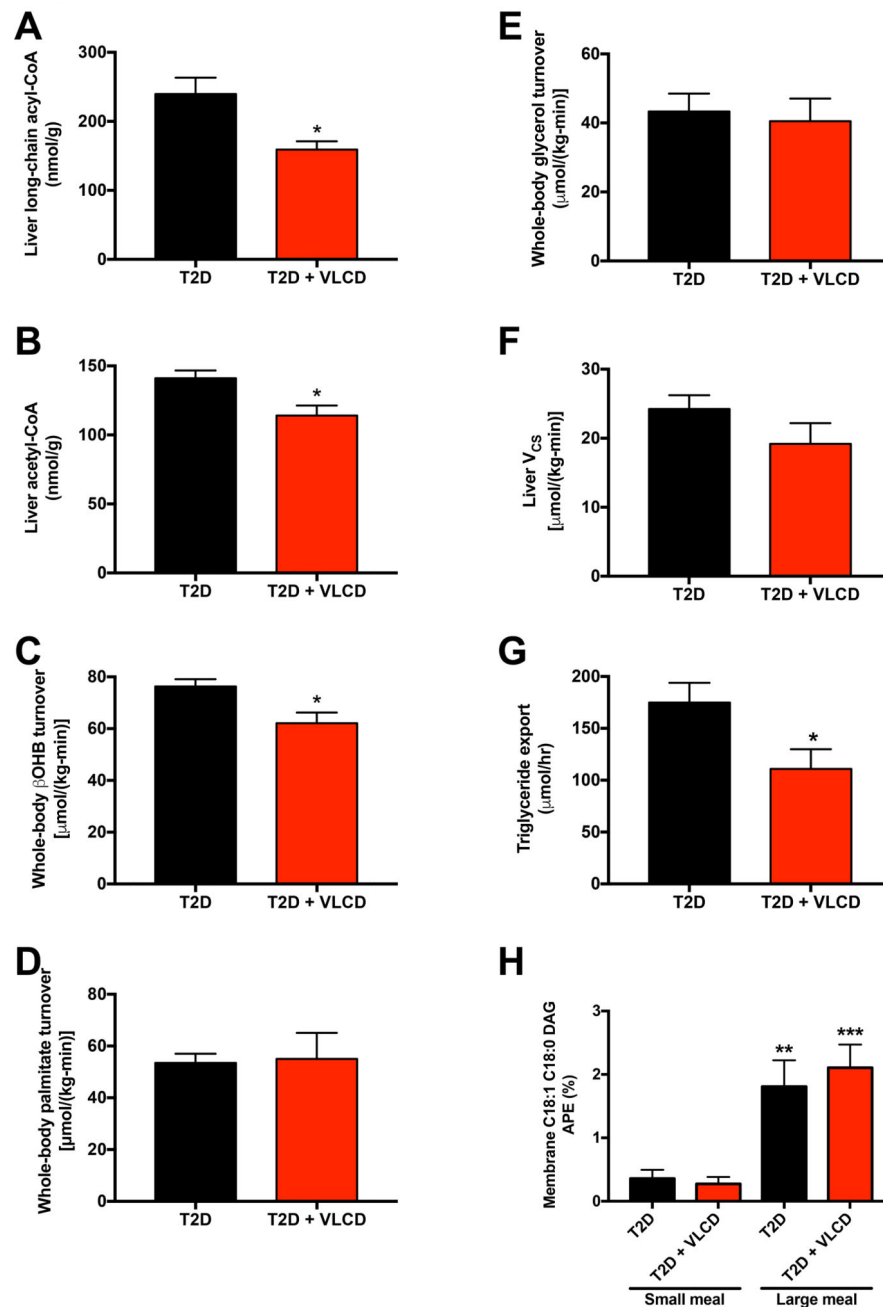 A
Liver long-chain acyl-CoA
(nmol/g)
300
200
100
0
*
T2D
T2D + VLCD
B
Liver acetyl-CoA
(nmol/g)
150
100
50
0
*
T2D
T2D + VLCD
C
Whole-body βOHB turnover
[μmol/(kg-min)]
80
60
40
20
0
*
T2D
T2D + VLCD
D
Whole-body palmitate turnover
[μmol/(kg-min)]
80
60
40
20
0
T2D
T2D + VLCD
E
Whole-body glycerol turnover
(μmol/(kg-min)]
60
40
20
0
T2D
T2D + VLCD
F
Liver VCS
[μmol/(kg-min)]
30
20
10
0
T2D
T2D + VLCD
G
Triglyceride export
(μmol/hr)
200
150
100
50
0
*
T2D
T2D + VLCD
H
Membrane C18:1 C18:0 DAG
APE (%)
3
2
1
0
**
***
T2D
T2D + VLCD
T2D
T2D + VLCD
Small meal
Large meal